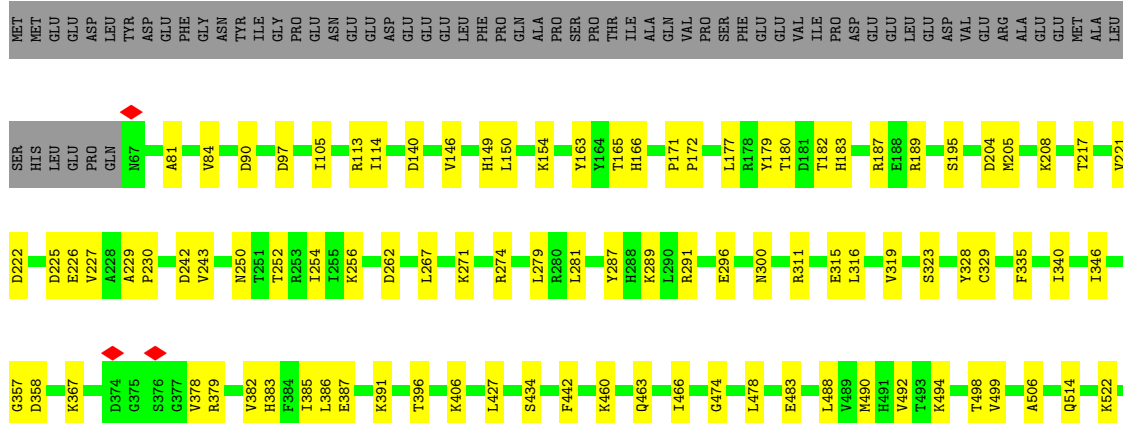 MET MET GLU GLU ASP LEU TYR ASP GLU PHE GLY ASN TYR ILE GLY PRO GLU ASN GLU GLU ASP GLU GLU GLU LEU PHE PRO GLN ALA PRO SER PRO THR ILE ALA GLN VAL PRO SER PHE GLU GLU VAL ILE PRO ASP GLU GLU LEU GLU ASP VAL GLU ARG ALA GLU GLU MET ALA LEU
SER HIS LEU GLU PRO GLN N67 A81 V84 D90 D97 I105 R113 I114 D140 V146 H149 L150 K154 Y163 Y164 T165 H166 P171 P172 L177 R178 Y179 T180 D181 T182 H183 R187 E188 R189 S195 D204 M205 K208 T217 V221
D222 D225 E226 V227 A228 A229 P230 D242 V243 N250 T251 T252 R253 I254 I255 K256 D262 L267 K271 R274 L279 R280 L281 Y287 H288 K289 L290 R291 E296 N300 R311 E315 L316 V319 S323 Y328 C329 F335 I340 I346
G357 D358 K367 D374 G375 S376 G377 V378 R379 V382 H383 F384 I385 L386 E387 K391 T396 K406 L427 S434 F442 K460 Q463 I466 G474 L478 E483 L488 V489 M490 H491 V492 T493 K494 T498 V499 A506 Q514 K522